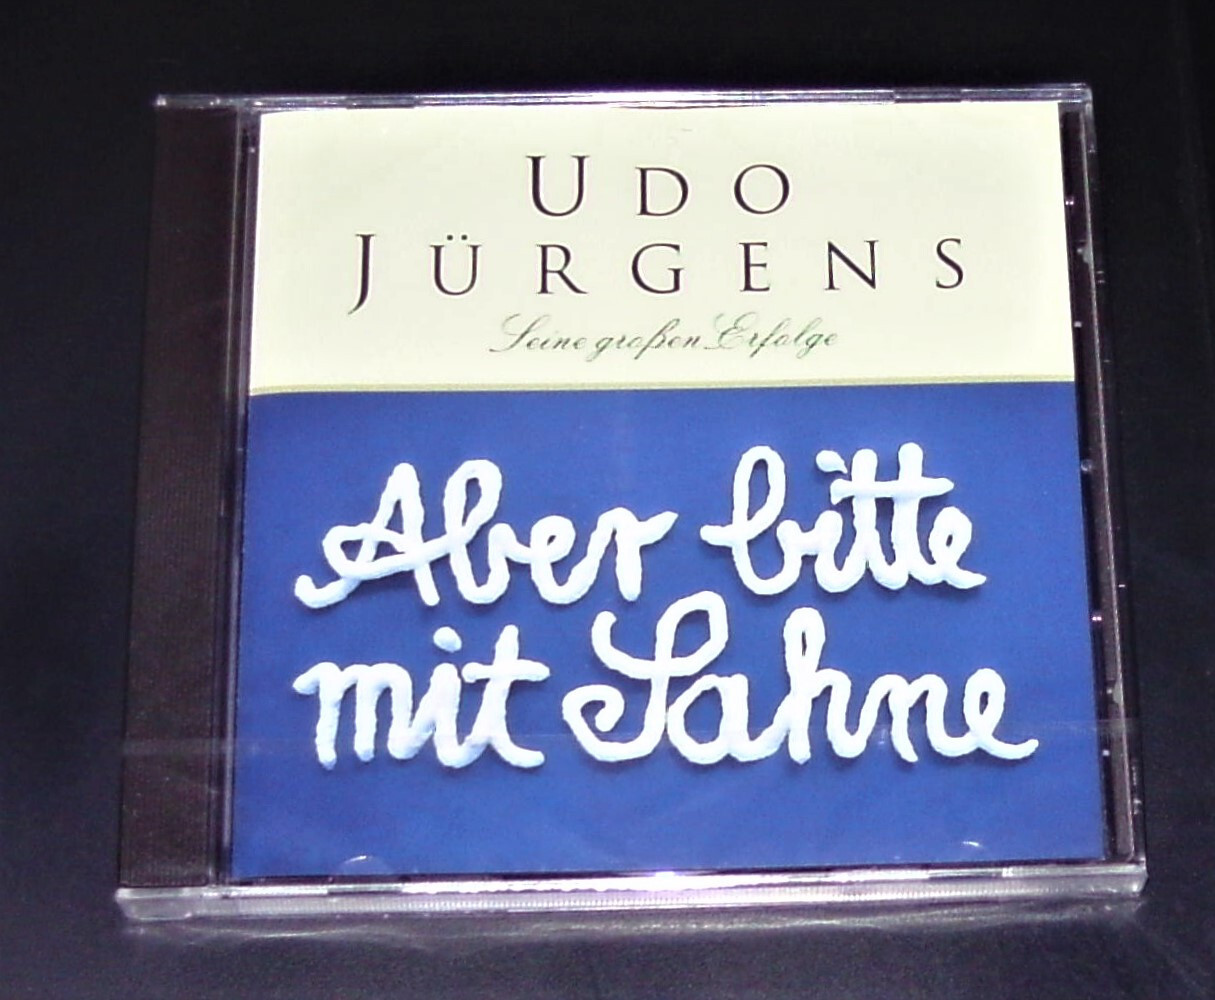 UDO
JÜRGENS
Seine großen Erfolge
Aber bitte
mit Sahne